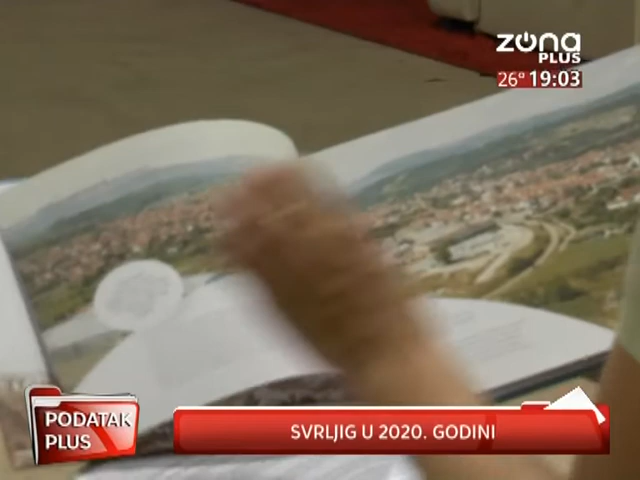 zona
PLUS
26° 19:03
PODATAK
PLUS
SVRLJIG U 2020. GODINI